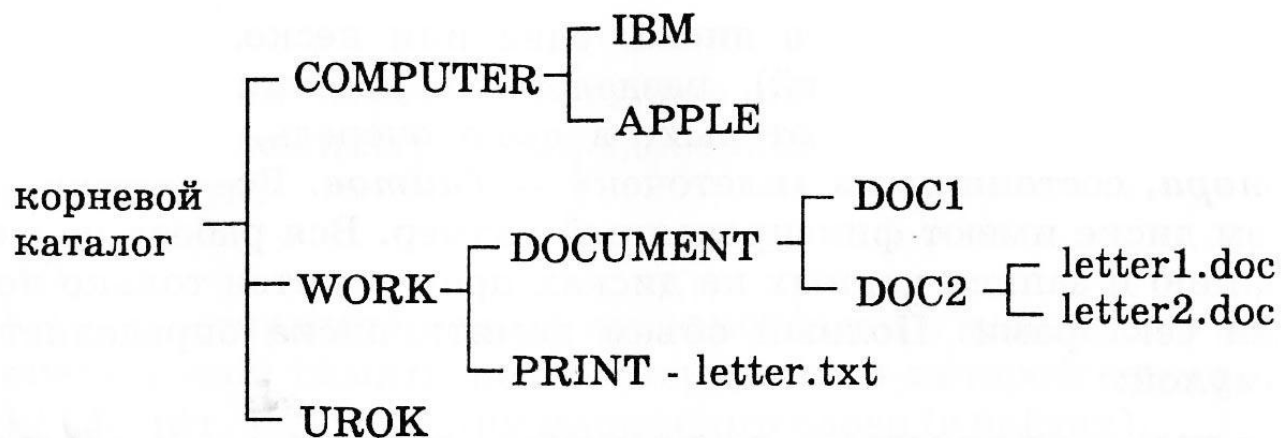 IBM
COMPUTER
APPLE
корневой
каталог
DOC1
DOCUMENT
letter1.doc
WORK
DOC2
letter2.doc
PRINT - letter.txt
UROK